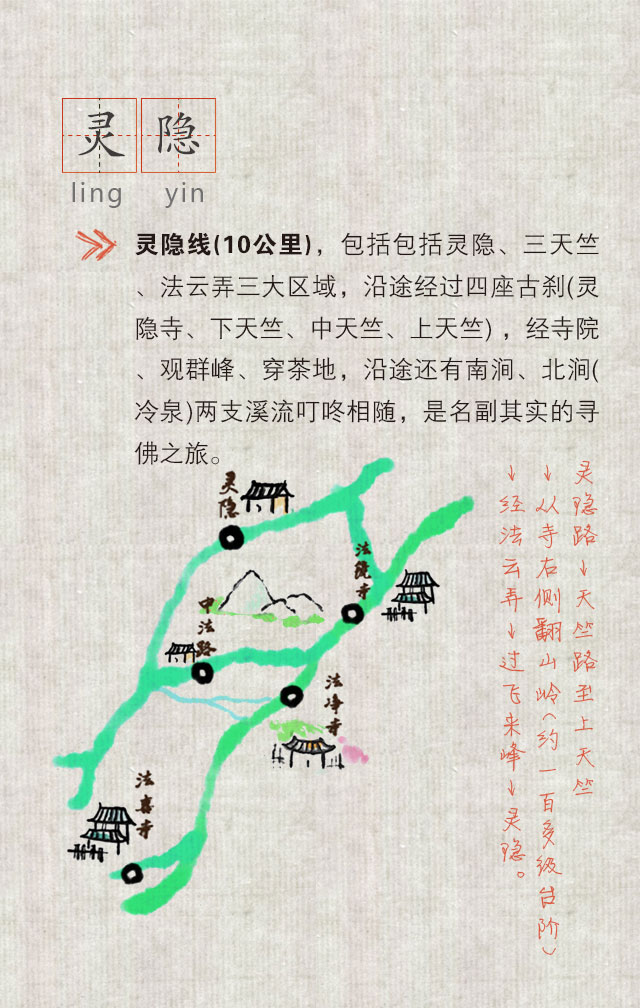 灵隐
ling yin
灵隐线(10公里)，包括包括灵隐、三天竺
、法云弄三大区域，沿途经过四座古刹(灵
隐寺、下天竺、中天竺、上天竺)，经寺院
、观群峰、穿茶地，沿途还有南涧、北涧(
冷泉)两支溪流叮咚相随，是名副其实的寻
佛之旅。
灵隐路↓天竺路至上天竺
↓从寺右侧翻山岭(约一百多级台阶)
↓经法云弄↓过飞来峰↓灵隐。
灵隐
法镜寺
中法路
法净寺
法喜寺